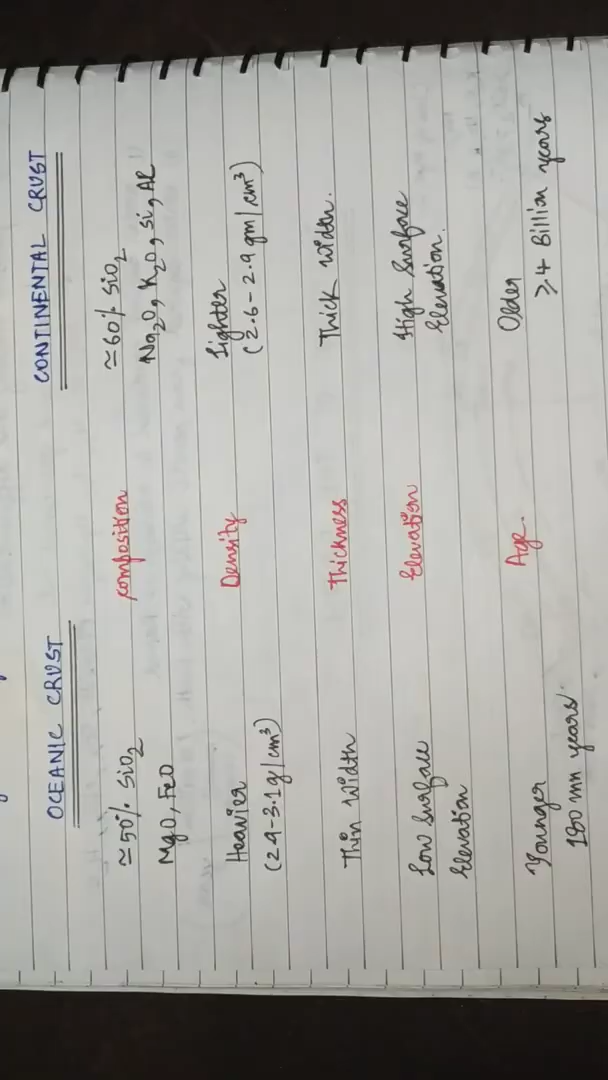 OCEANIC CRUST CONTINENTAL CRUST
≃50% SiO2 composition ≃60% SiO2
MgO, FeO Na2O, K2O, Si, Al
Heavier Density Lighter
(2.9-3.1g/cm³) (2.6-2.9 gm/cm³)
Thin Width Thickness Thick Width.
Low Surface Elevation High Surface
Elevation Elevation.
Younger Age. Older
180 mn years. ≥4 Billion years